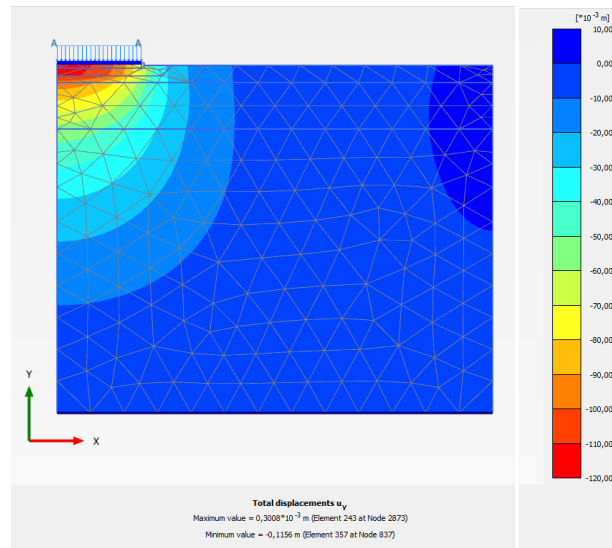 [*10⁻³ m]
A A
10,00
0,00
-10,00
-20,00
-30,00
-40,00
-50,00
-60,00
-70,00
-80,00
-90,00
-100,00
-110,00
-120,00
Y
X
Total displacements u_y
Maximum value = 0,3008*10⁻³ m (Element 243 at Node 2873)
Minimum value = -0,1156 m (Element 357 at Node 837)